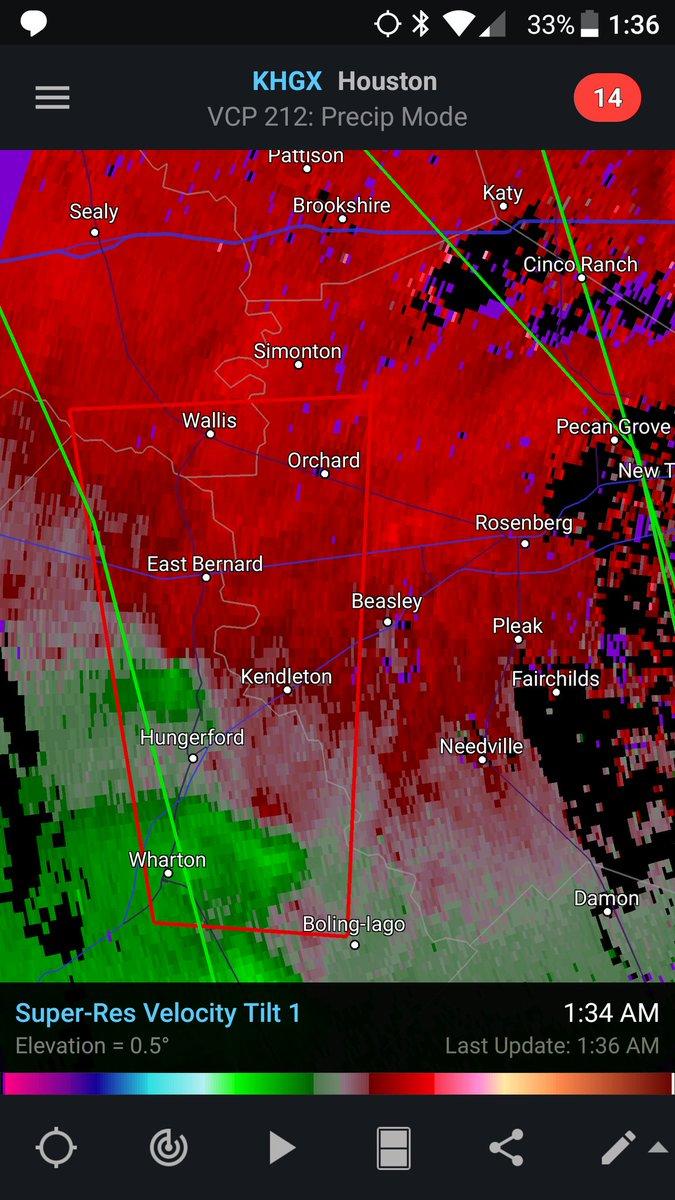 33% 1:36
KHGX Houston
14
VCP 212: Precip Mode
Pattison
Katy
Brookshire
Sealy
Cinco Ranch
Simonton
Wallis
Pecan Grove
Orchard
New T
Rosenberg
East Bernard
Beasley
Pleak
Kendleton
Fairchilds
Hungerford
Needville
Wharton
Damon
Boling-Iago
Super-Res Velocity Tilt 1 1:34 AM
Elevation = 0.5° Last Update: 1:36 AM